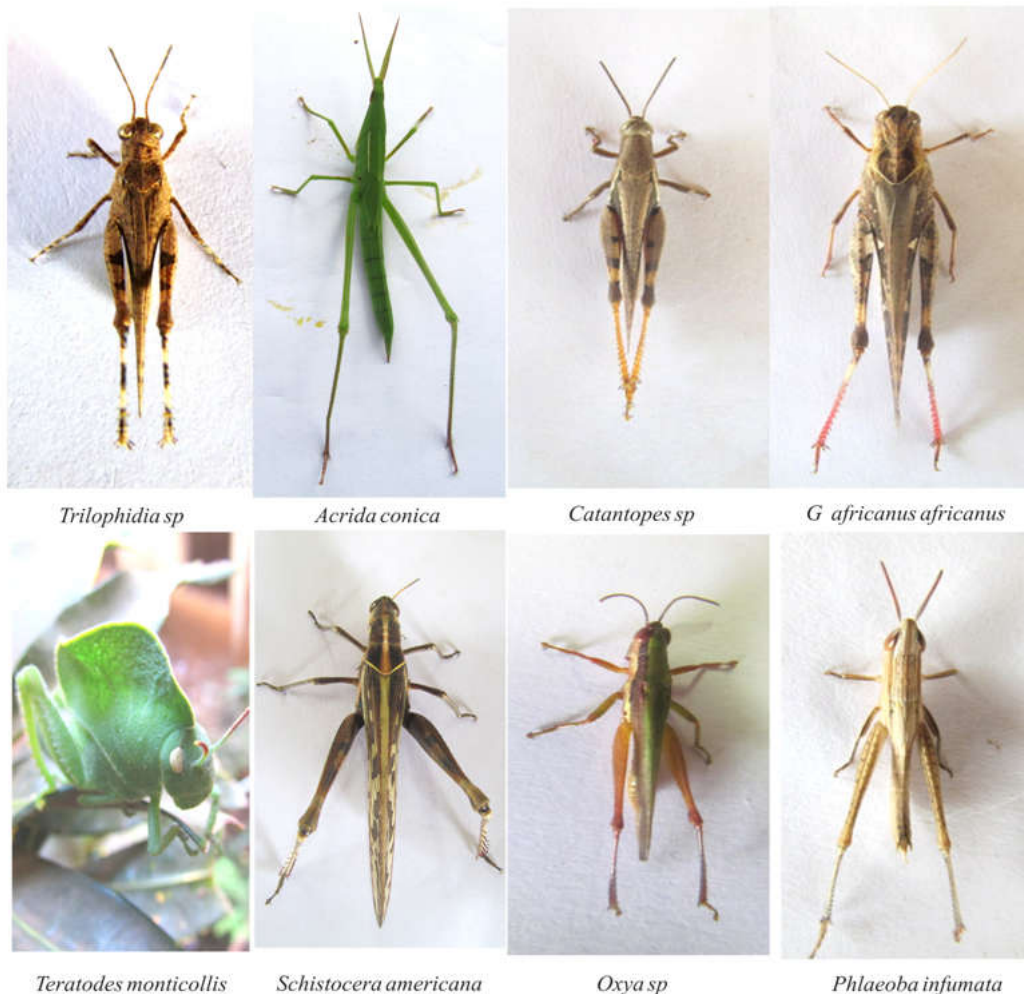 Trilophidia sp
Acrida conica
Catantopes sp
G africanus africanus
Teratodes monticollis
Schistocera americana
Oxya sp
Phlaeoba infumata